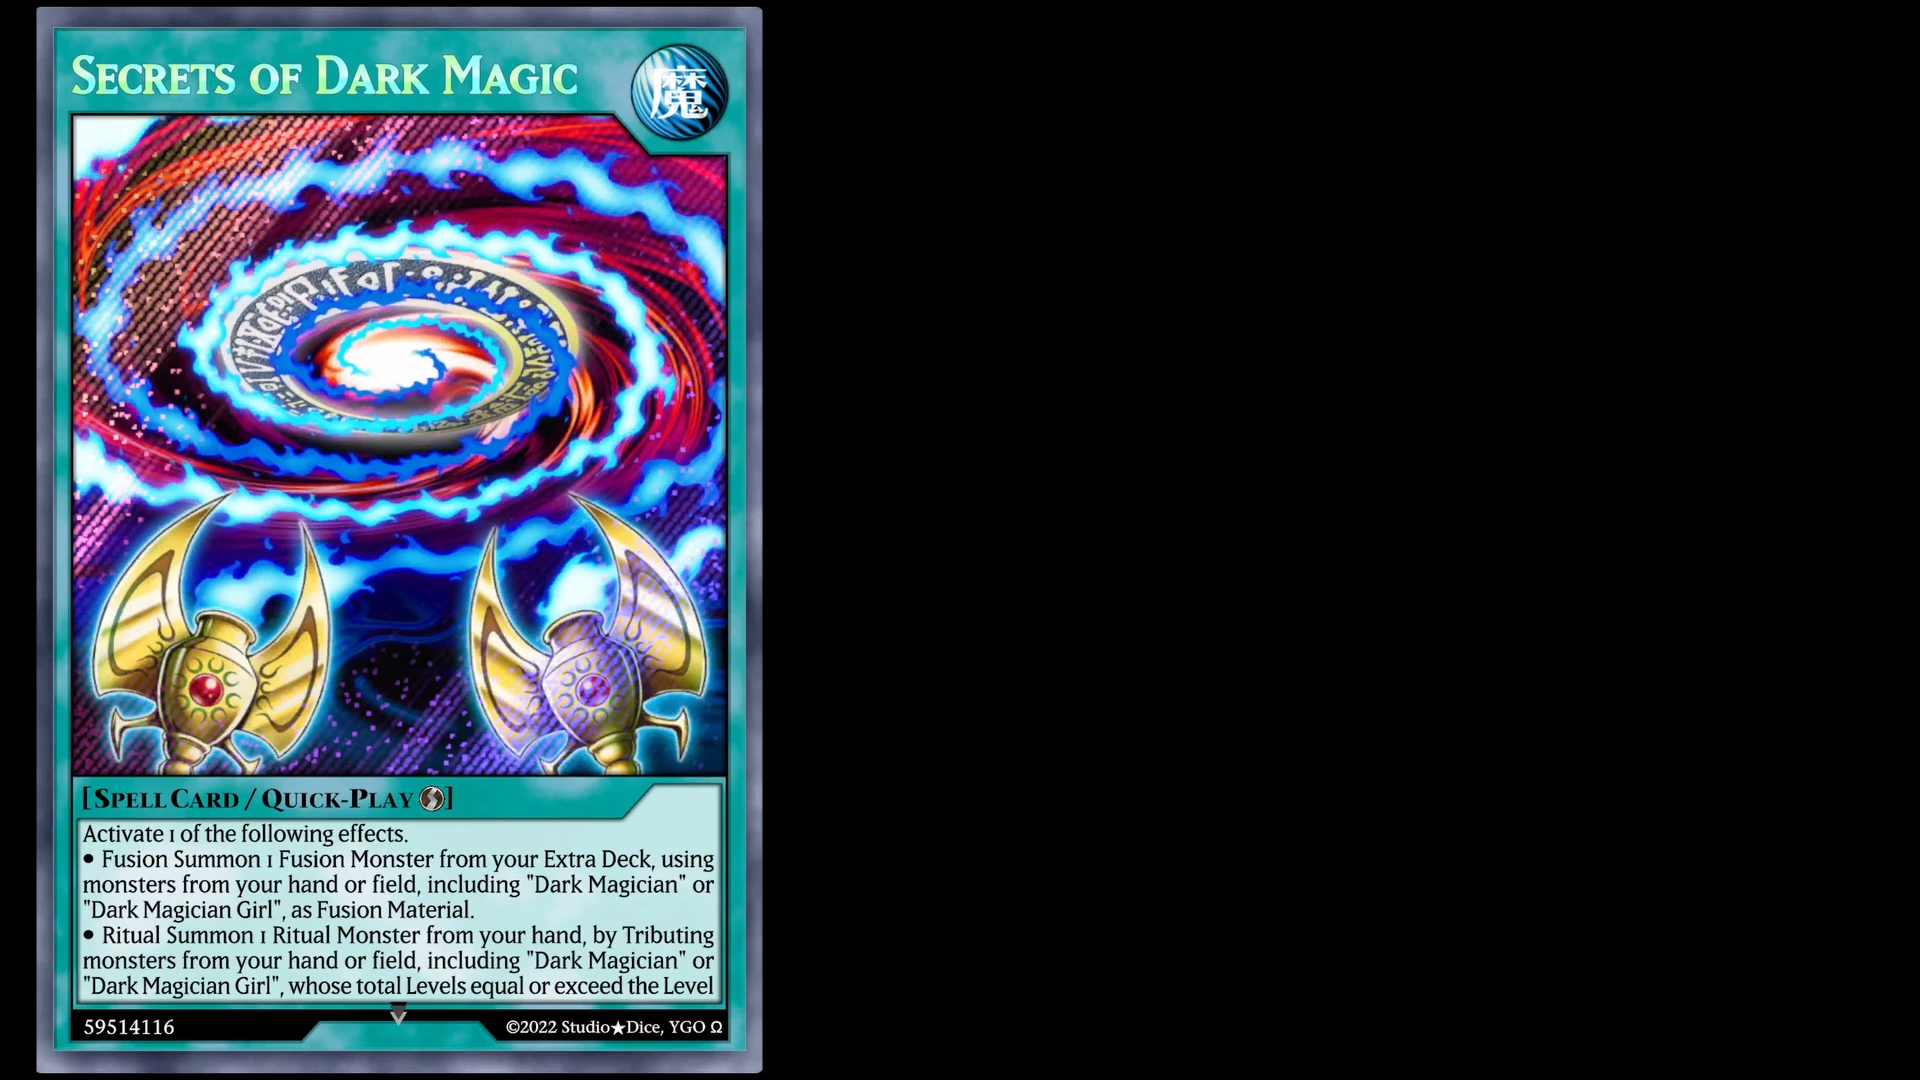 Secrets of Dark Magic
魔
[Spell Card / Quick-Play]
Activate 1 of the following effects.
• Fusion Summon 1 Fusion Monster from your Extra Deck, using
monsters from your hand or field, including "Dark Magician" or
"Dark Magician Girl", as Fusion Material.
• Ritual Summon 1 Ritual Monster from your hand, by Tributing
monsters from your hand or field, including "Dark Magician" or
"Dark Magician Girl", whose total Levels equal or exceed the Level
59514116
©2022 Studio★Dice, YGO Ω